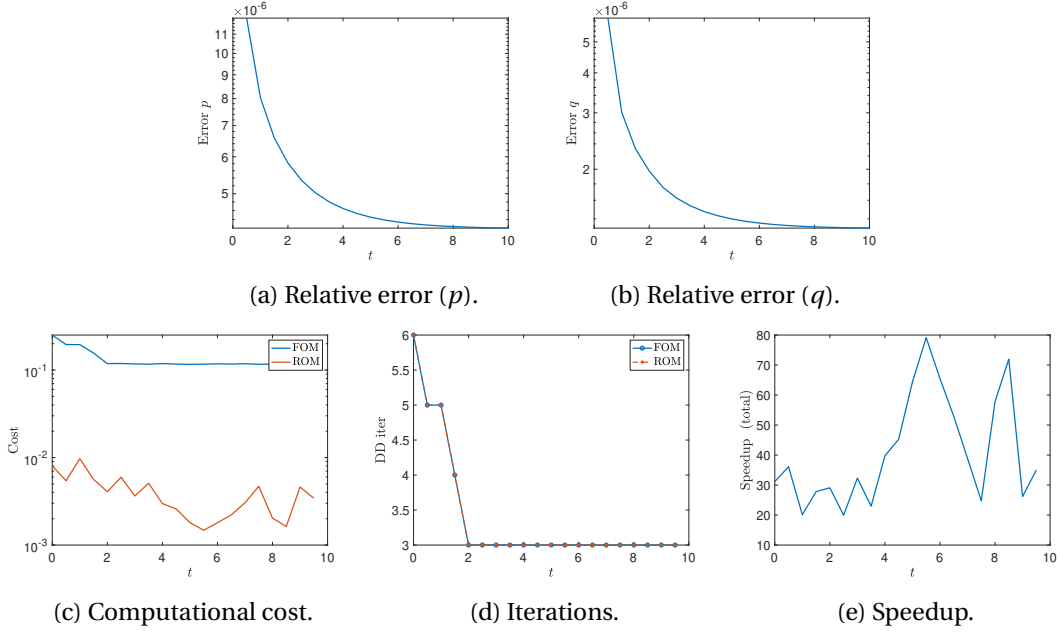 ×10^-6
11
10
9
8
7
6
5
Error p
0 2 4 6 8 10
t
(a) Relative error (p).
×10^-6
5
4
3
2
Error q
0 2 4 6 8 10
t
(b) Relative error (q).
10^-1
10^-2
10^-3
Cost
FOM
ROM
0 2 4 6 8 10
t
(c) Computational cost.
6
5.5
5
4.5
4
3.5
3
DD iter
FOM
ROM
0 2 4 6 8 10
t
(d) Iterations.
80
70
60
50
40
30
20
10
Speedup (total)
0 2 4 6 8 10
t
(e) Speedup.